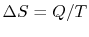 ΔS = Q/T